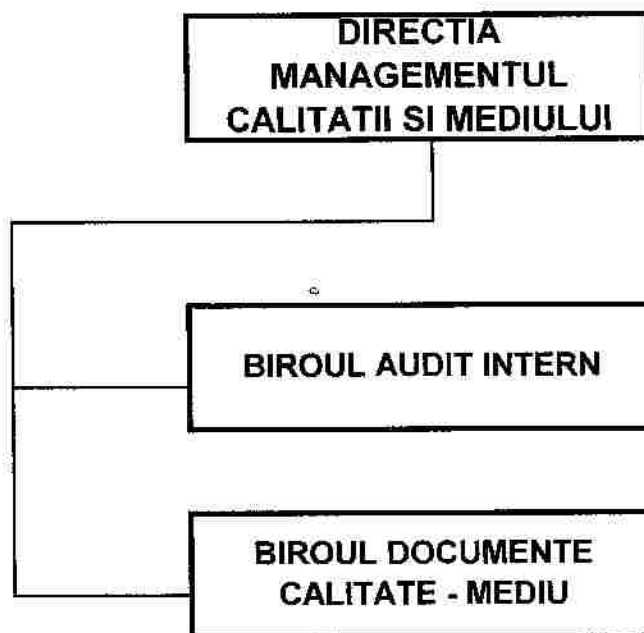 DIRECTIA
MANAGEMENTUL
CALITATII SI MEDIULUI
BIROUL AUDIT INTERN
BIROUL DOCUMENTE
CALITATE - MEDIU